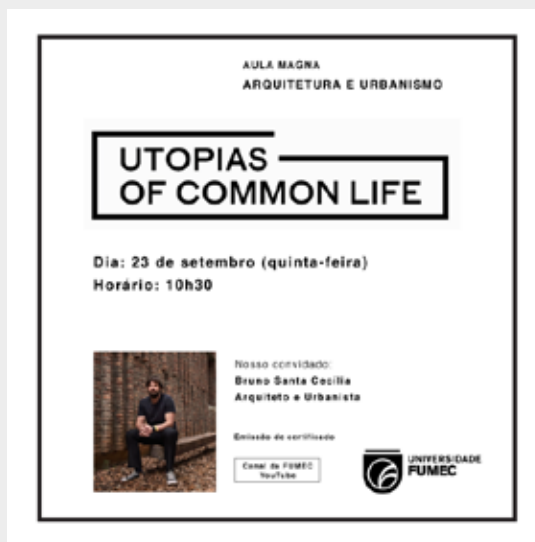 AULA MAGNA
ARQUITETURA E URBANISMO
UTOPIAS
OF COMMON LIFE
Dia: 23 de setembro (quinta-feira)
Horário: 10h30
Nosso convidado:
Bruno Santa Cecília
Arquiteto e Urbanista
Emissão de certificado
Canal da FUMEC
YouTube
UNIVERSIDADE
FUMEC